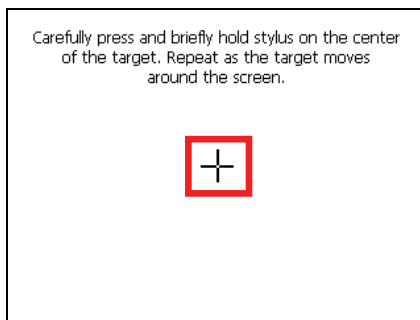 Carefully press and briefly hold stylus on the center
of the target. Repeat as the target moves
around the screen.